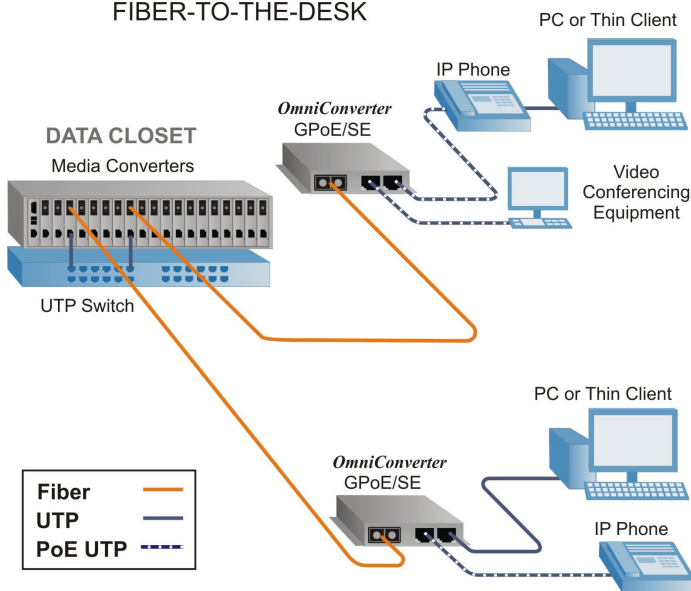 FIBER-TO-THE-DESK
PC or Thin Client
IP Phone
OmniConverter
GPoE/SE
DATA CLOSET
Media Converters
Video
Conferencing
Equipment
UTP Switch
PC or Thin Client
OmniConverter
GPoE/SE
IP Phone
Fiber
UTP
PoE UTP